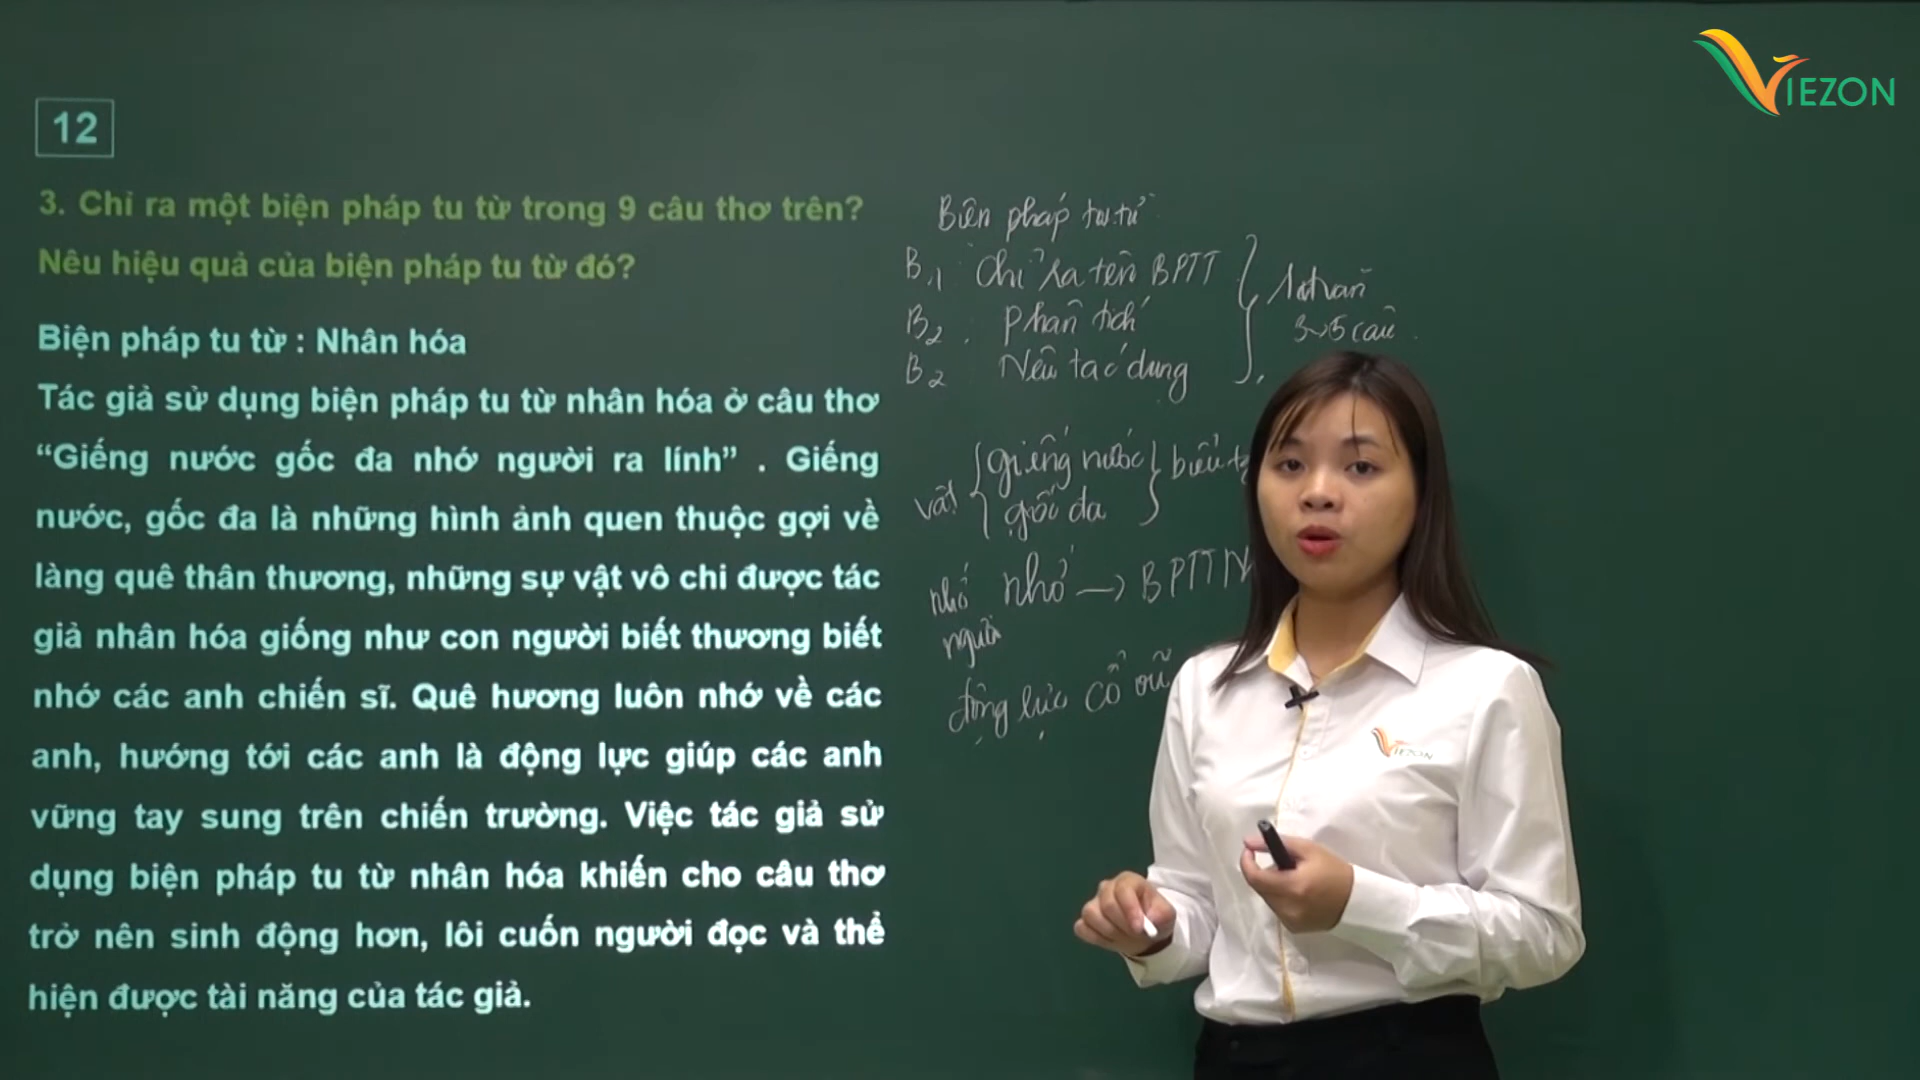 VIEZON
12
3. Chỉ ra một biện pháp tu từ trong 9 câu thơ trên?
Nêu hiệu quả của biện pháp tu từ đó?
Biện pháp tu từ : Nhân hóa
Tác giả sử dụng biện pháp tu từ nhân hóa ở câu thơ
“Giếng nước gốc đa nhớ người ra lính” . Giếng
nước, gốc đa là những hình ảnh quen thuộc gợi về
làng quê thân thương, những sự vật vô chi được tác
giả nhân hóa giống như con người biết thương biết
nhớ các anh chiến sĩ. Quê hương luôn nhớ về các
anh, hướng tới các anh là động lực giúp các anh
vững tay sung trên chiến trường. Việc tác giả sử
dụng biện pháp tu từ nhân hóa khiến cho câu thơ
trở nên sinh động hơn, lôi cuốn người đọc và thể
hiện được tài năng của tác giả.
Biện pháp tu từ
B1 : Chỉ ra tên BPTT
B2 . Phân tích
B2 Nêu tác dụng
văn
3~5 câu
vật giếng nước
gốc đa
nhớ nhớ → BPTT N
người
động lực cổ vũ
VIEZON